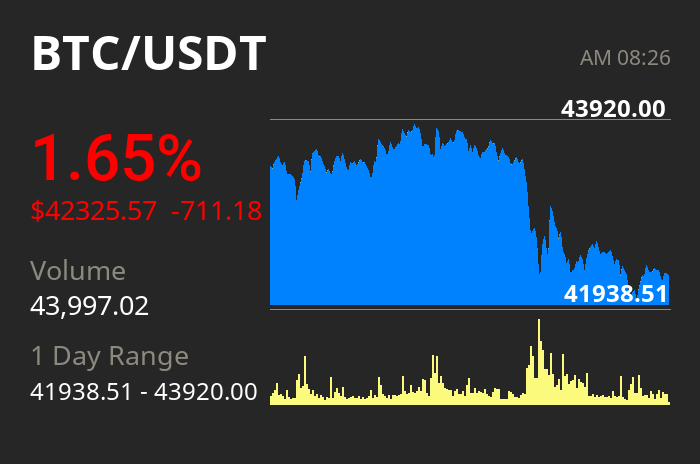 BTC/USDT
AM 08:26
43920.00
1.65%
$42325.57 -711.18
Volume
43,997.02
41938.51
1 Day Range
41938.51 - 43920.00